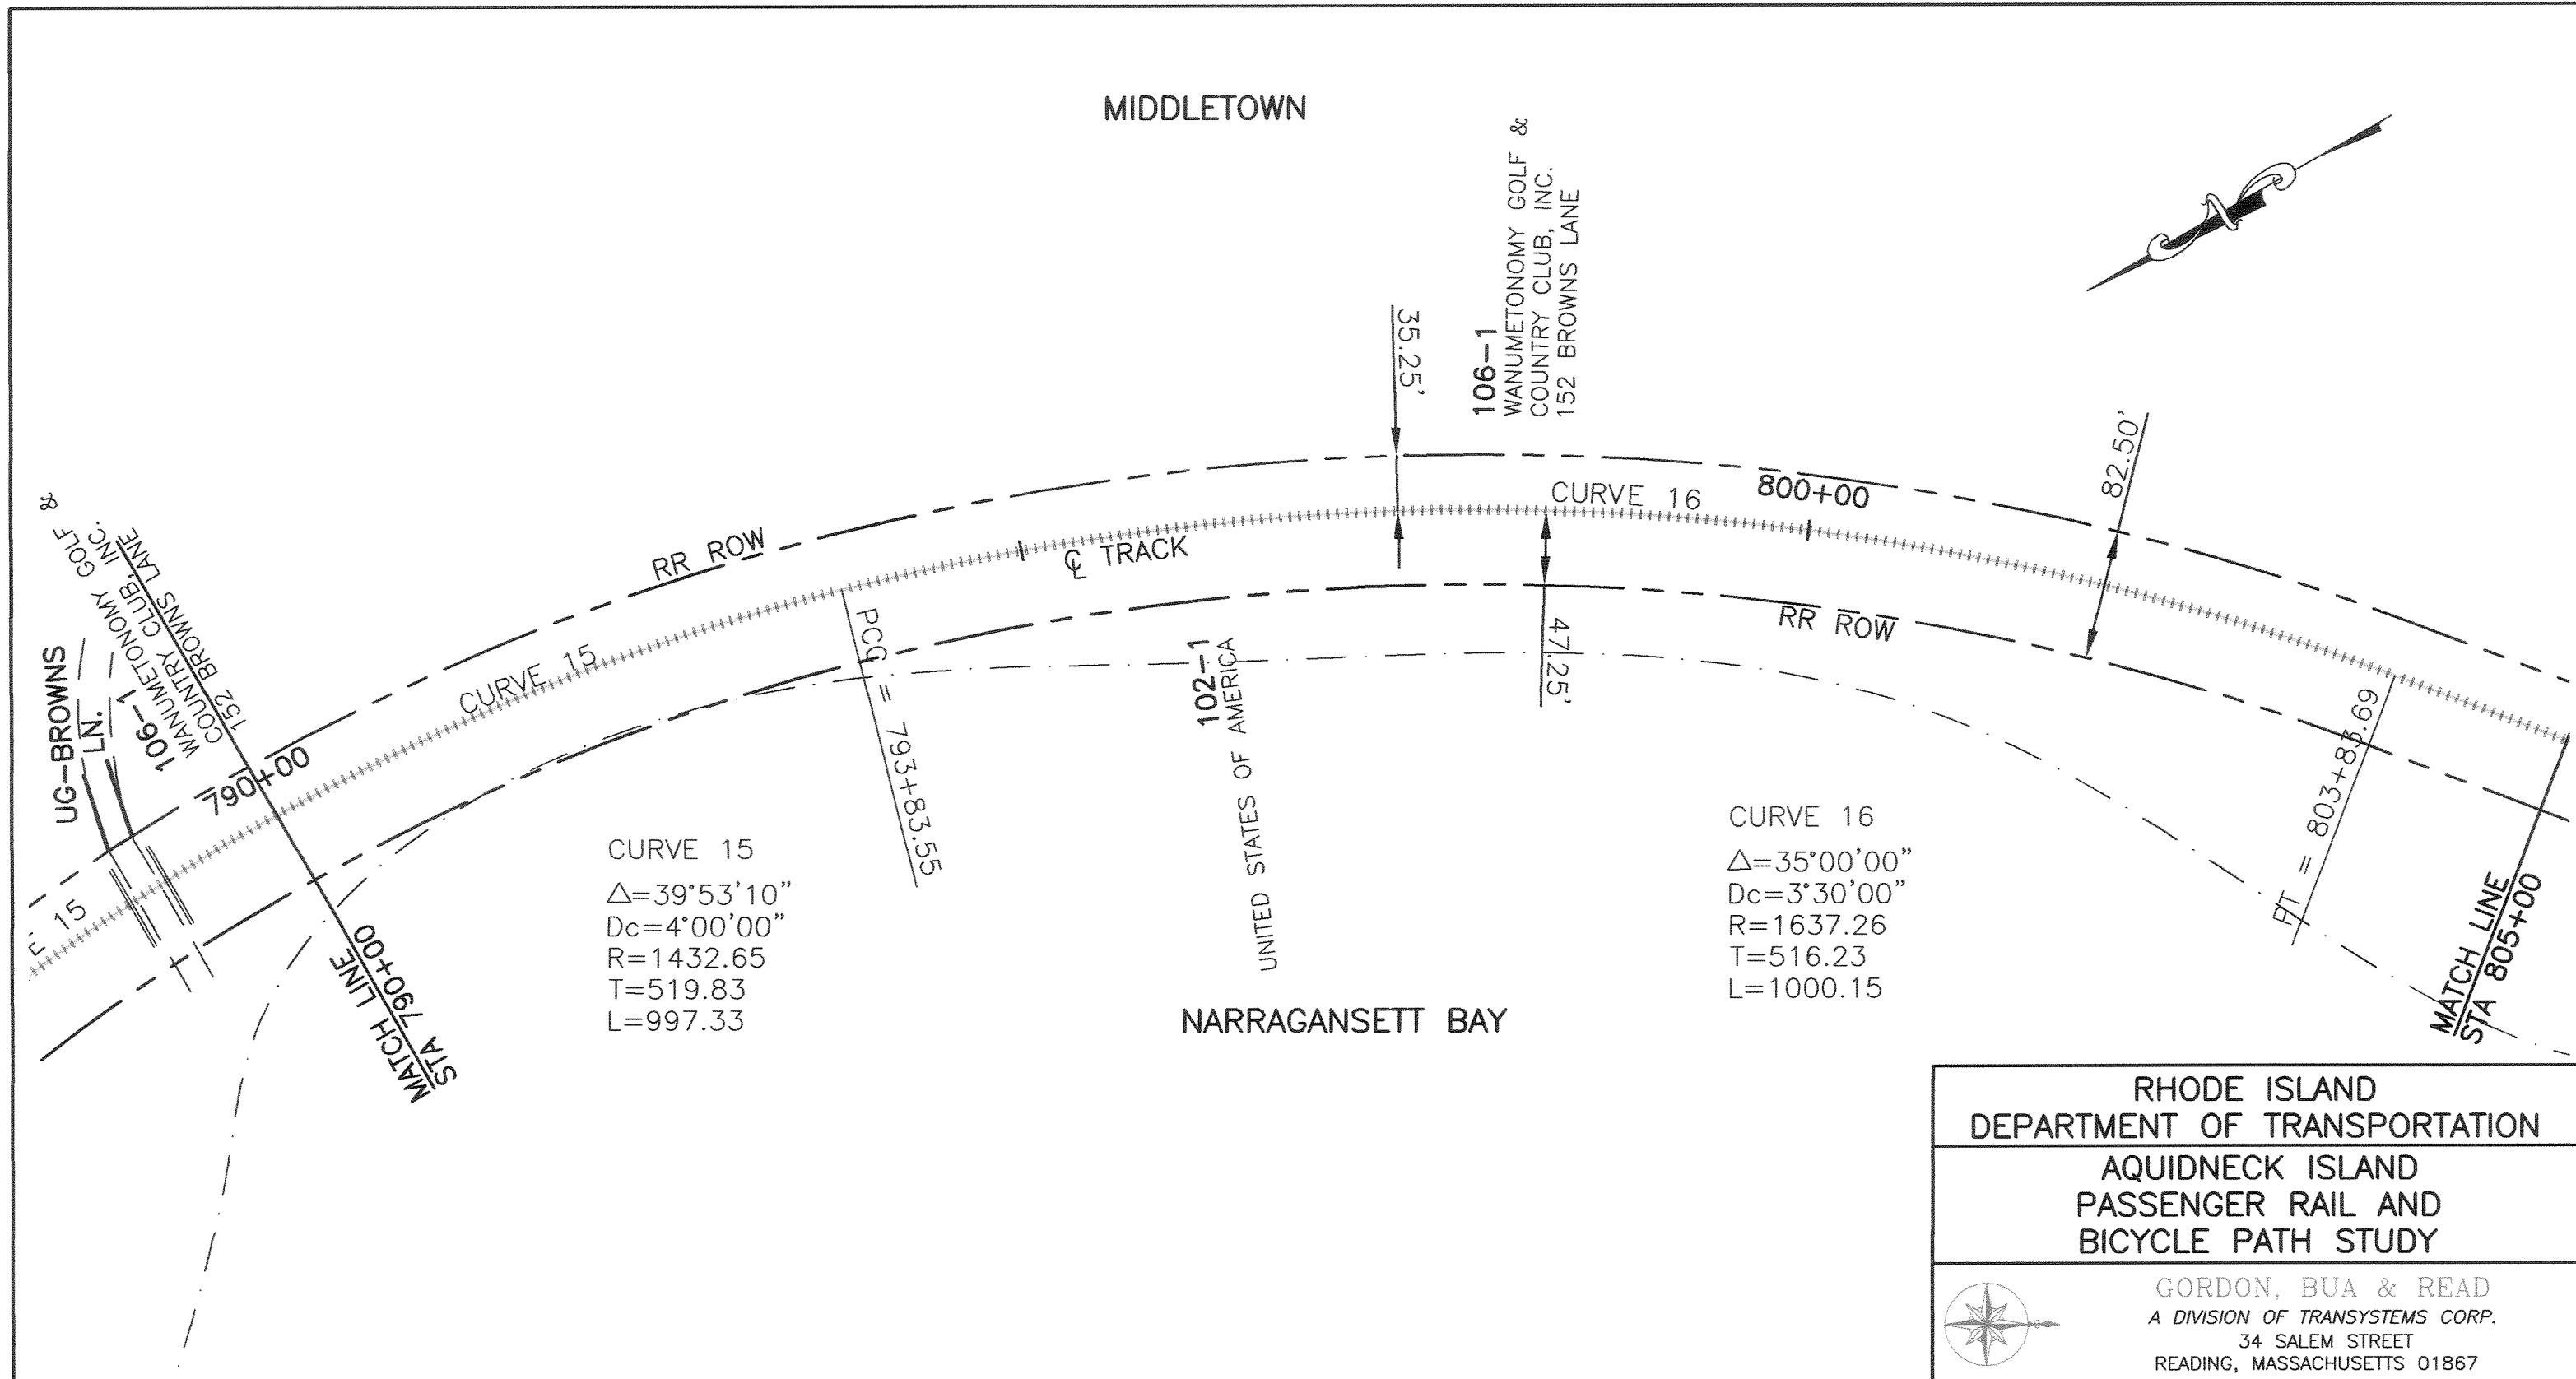 MIDDLETOWN
35.25'
106-1
WANUMETONOMY GOLF &
COUNTRY CLUB, INC.
152 BROWNS LANE
82.50'
CURVE 16
800+00
RR ROW
℄ TRACK
RR ROW
CURVE 15
UG-BROWNS
LN.
106-1
WANUMETONOMY GOLF &
COUNTRY CLUB, INC.
152 BROWNS LANE
790+00
PCC = 793+83.55
102-1
UNITED STATES OF AMERICA
47.25'
E 15
MATCH LINE
STA 790+00
CURVE 15
△=39°53'10"
Dc=4°00'00"
R=1432.65
T=519.83
L=997.33
NARRAGANSETT BAY
CURVE 16
△=35°00'00"
Dc=3°30'00"
R=1637.26
T=516.23
L=1000.15
PT = 803+83.69
MATCH LINE
STA 805+00
RHODE ISLAND
DEPARTMENT OF TRANSPORTATION
AQUIDNECK ISLAND
PASSENGER RAIL AND
BICYCLE PATH STUDY
GORDON, BUA & READ
A DIVISION OF TRANSYSTEMS CORP.
34 SALEM STREET
READING, MASSACHUSETTS 01867